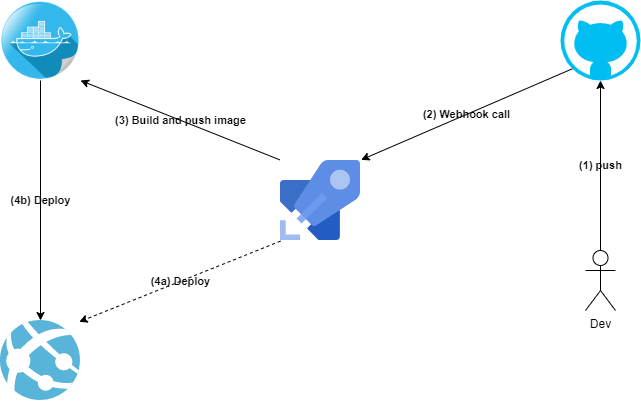 (2) Webhook call
(3) Build and push image
(1) push
(4b) Deploy
(4a) Deploy
Dev